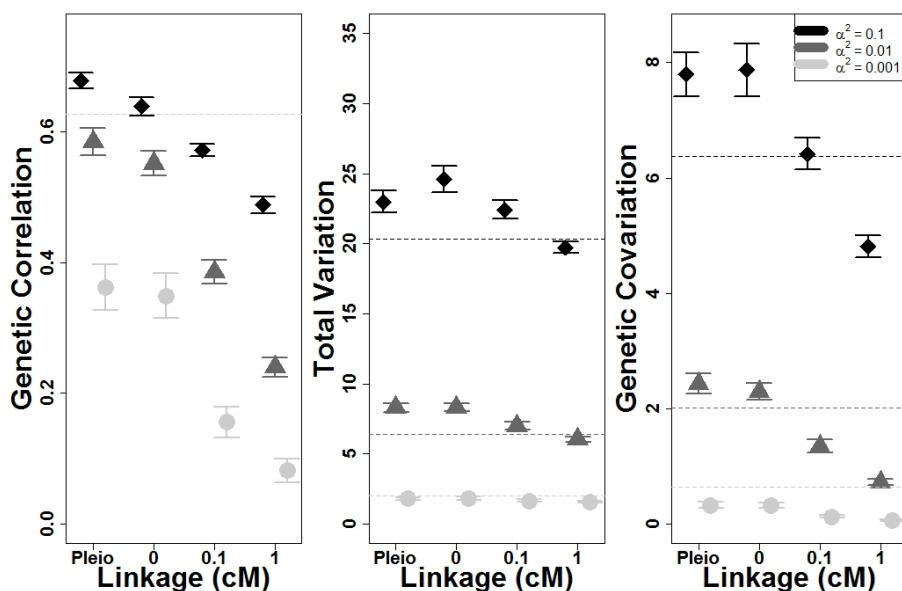 Genetic Correlation
0.0 0.2 0.4 0.6
Pleio 0 0.1 1
Linkage (cM)
Total Variation
0 5 10 15 20 25 30 35
Pleio 0 0.1 1
Linkage (cM)
Genetic Covariation
0 2 4 6 8
Pleio 0 0.1 1
Linkage (cM)
α² = 0.1
α² = 0.01
α² = 0.001